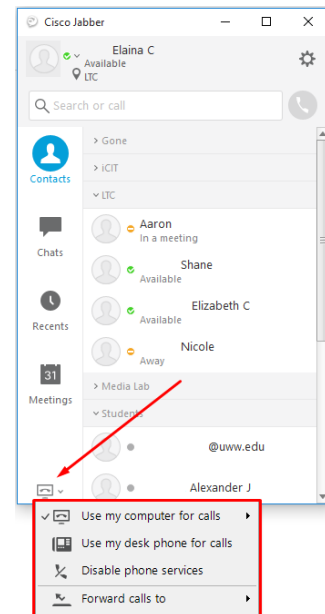 Cisco Jabber
Elaina C
Available
LTC
Search or call
Contacts
Chats
Recents
31
Meetings
Gone
iCIT
LTC
Aaron
In a meeting
Shane
Available
Elizabeth C
Available
Nicole
Away
Media Lab
Students
@uww.edu
Alexander J
Use my computer for calls
Use my desk phone for calls
Disable phone services
Forward calls to